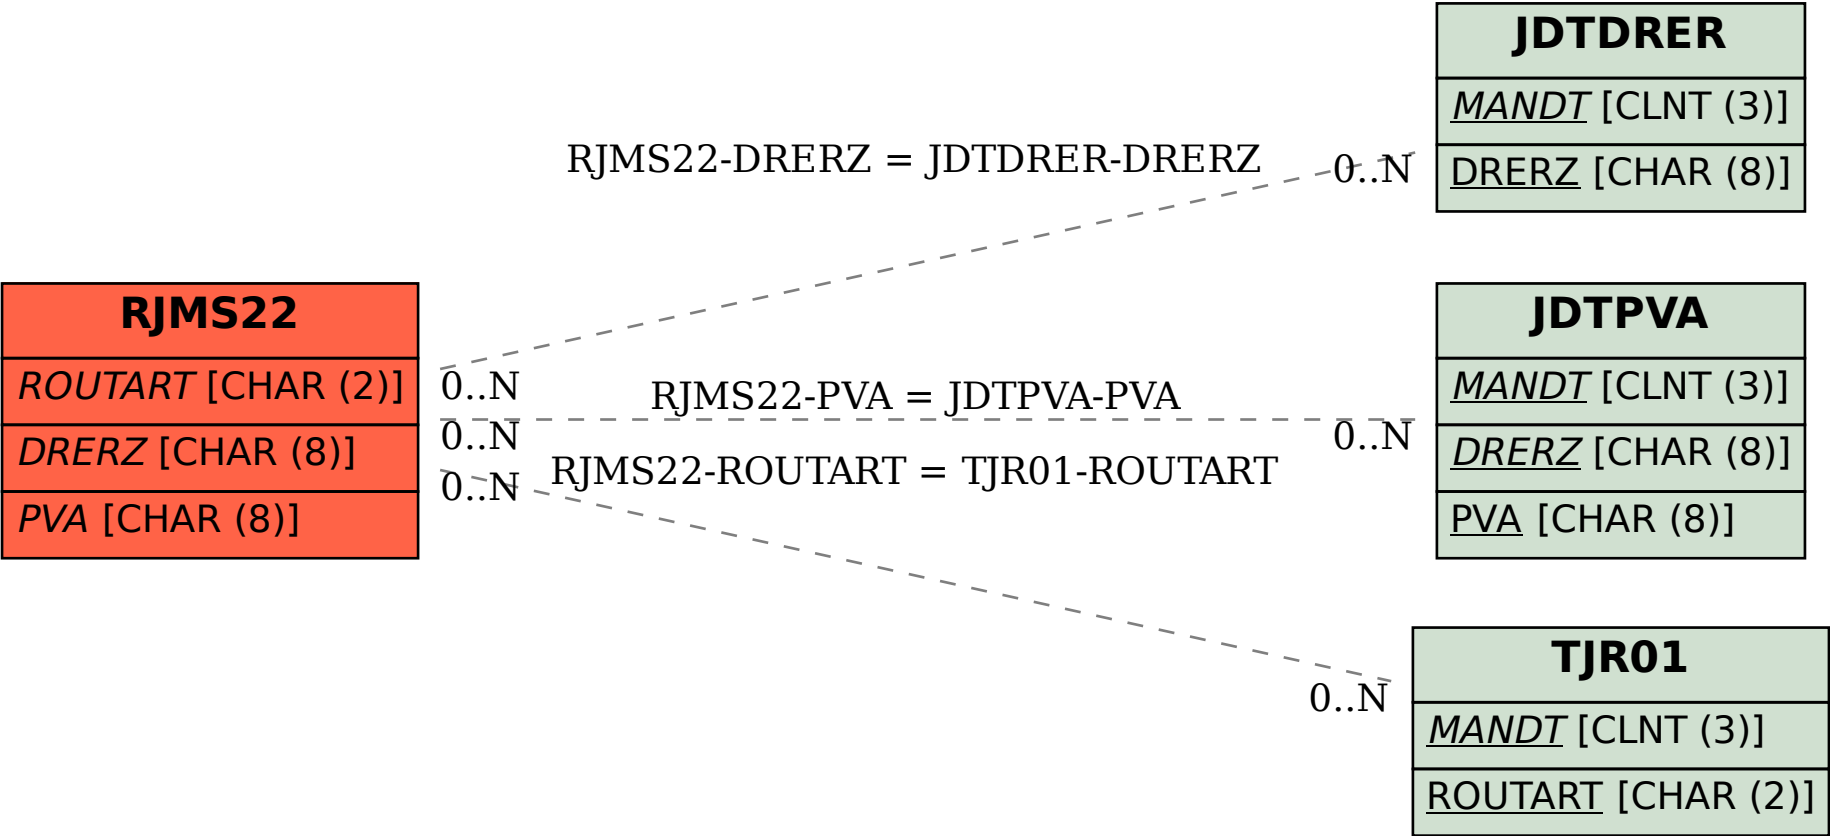 JDTDRER
MANDT [CLNT (3)]
DRERZ [CHAR (8)]
RJMS22-DRERZ = JDTDRER-DRERZ
0..N
RJMS22
ROUTART [CHAR (2)]
DRERZ [CHAR (8)]
PVA [CHAR (8)]
0..N
0..N
0..N
RJMS22-PVA = JDTPVA-PVA
0..N
RJMS22-ROUTART = TJR01-ROUTART
0..N
JDTPVA
MANDT [CLNT (3)]
DRERZ [CHAR (8)]
PVA [CHAR (8)]
TJR01
MANDT [CLNT (3)]
ROUTART [CHAR (2)]